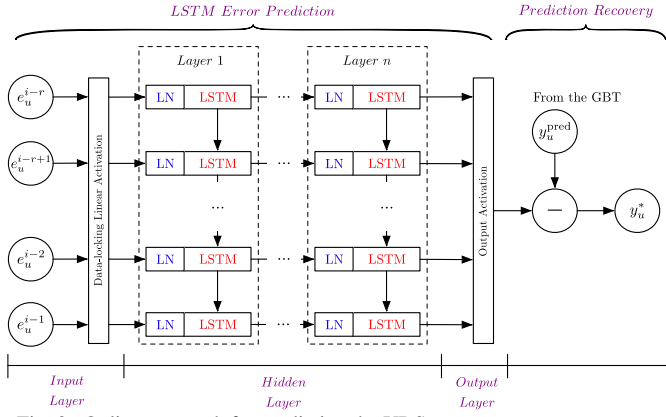 LSTM Error Prediction
Prediction Recovery
Layer 1
Layer n
e_u^{i-r}
LN LSTM ... LN LSTM
From the GBT
y_u^{pred}
e_u^{i-r+1}
LN LSTM ... LN LSTM
Data-locking Linear Activation
... ...
Output Activation
−
y_u^*
e_u^{i-2}
LN LSTM ... LN LSTM
e_u^{i-1}
LN LSTM ... LN LSTM
Input
Layer
Hidden
Layer
Output
Layer